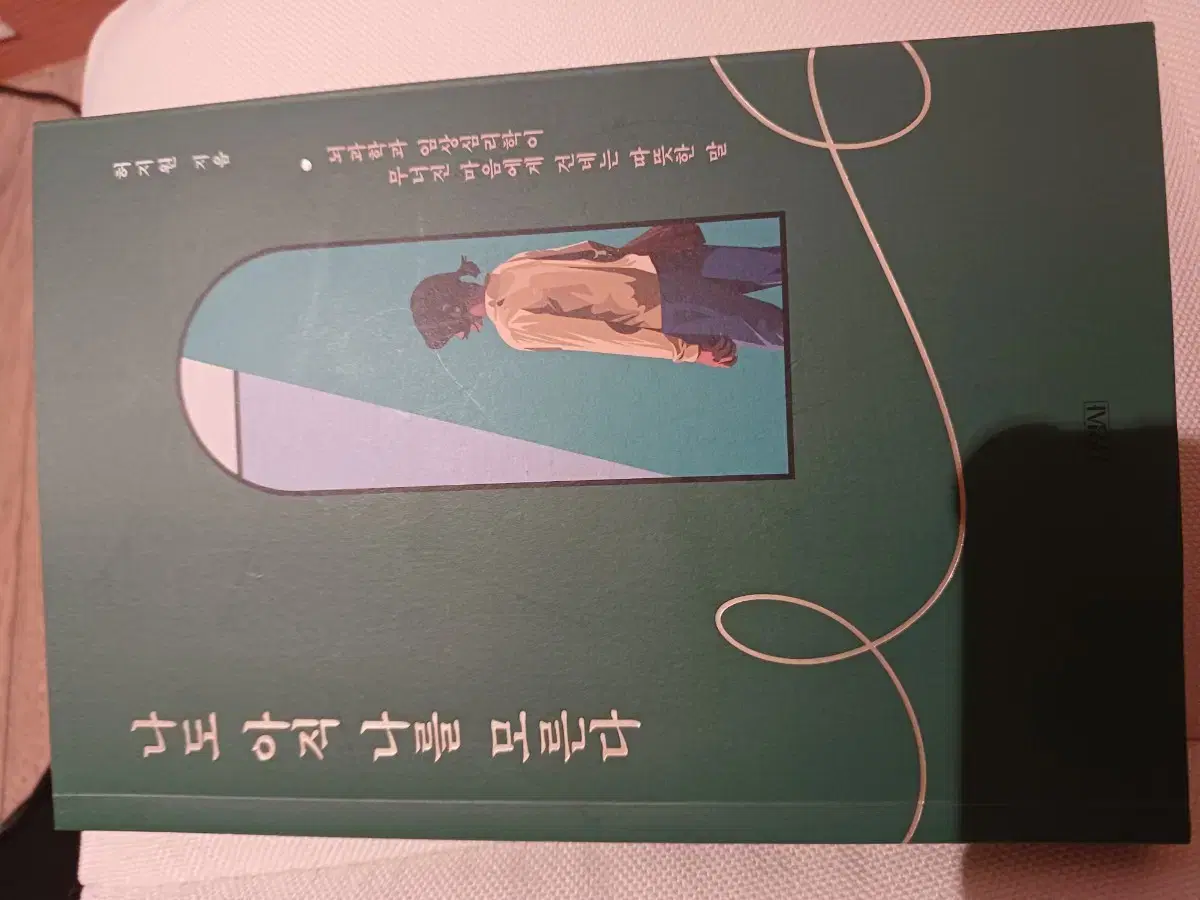 나도 아직 나를 모른다
뇌과학과 임상심리학이
무너진 마음에게 건네는 따뜻한 말
허지원 지음